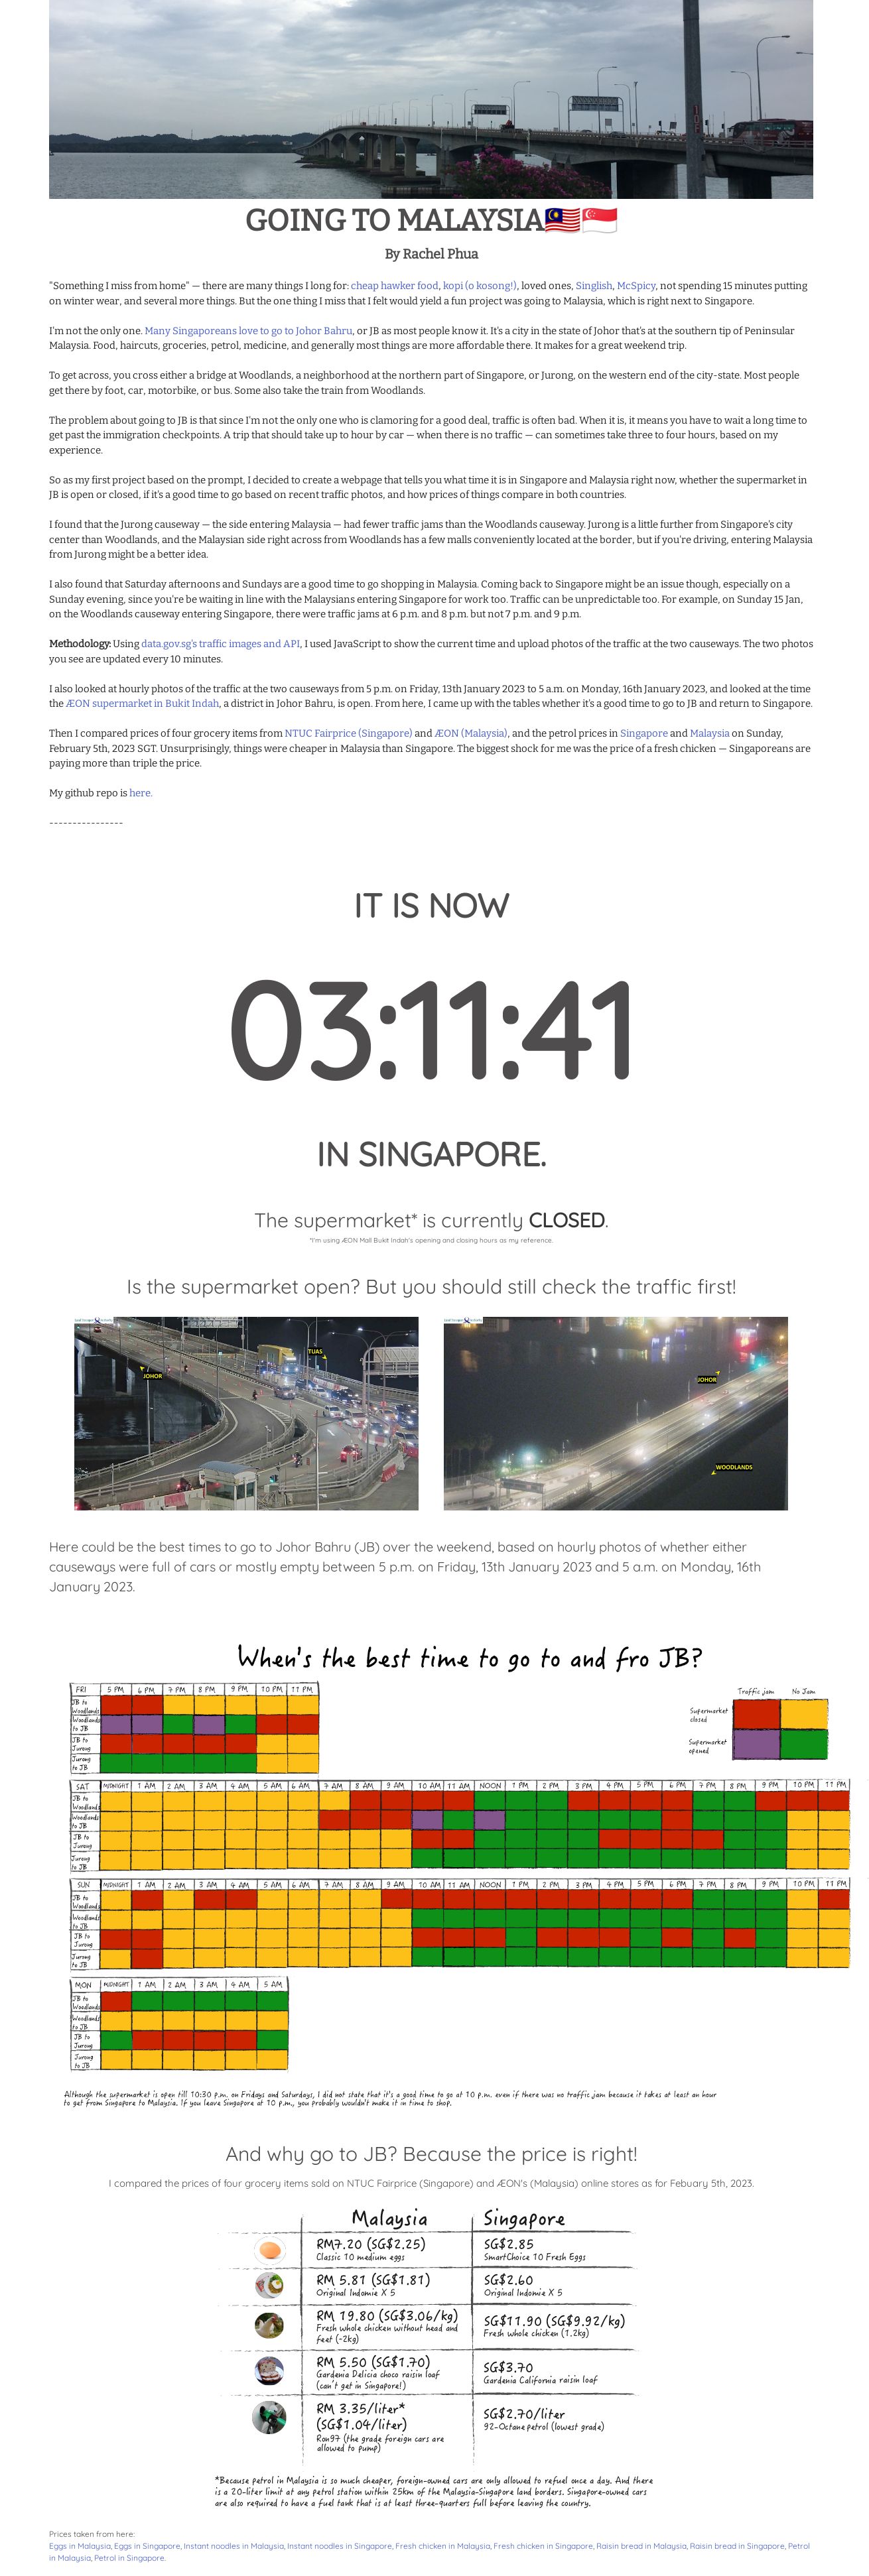 GOING TO MALAYSIA🇲🇾🇸🇬
By Rachel Phua
"Something I miss from home" — there are many things I long for: cheap hawker food, kopi (o kosong!), loved ones, Singlish, McSpicy, not spending 15 minutes putting
on winter wear, and several more things. But the one thing I miss that I felt would yield a fun project was going to Malaysia, which is right next to Singapore.
I'm not the only one. Many Singaporeans love to go to Johor Bahru, or JB as most people know it. It's a city in the state of Johor that's at the southern tip of Peninsular
Malaysia. Food, haircuts, groceries, petrol, medicine, and generally most things are more affordable there. It makes for a great weekend trip.
To get across, you cross either a bridge at Woodlands, a neighborhood at the northern part of Singapore, or Jurong, on the western end of the city-state. Most people
get there by foot, car, motorbike, or bus. Some also take the train from Woodlands.
The problem about going to JB is that since I'm not the only one who is clamoring for a good deal, traffic is often bad. When it is, it means you have to wait a long time to
get past the immigration checkpoints. A trip that should take up to hour by car — when there is no traffic — can sometimes take three to four hours, based on my
experience.
So as my first project based on the prompt, I decided to create a webpage that tells you what time it is in Singapore and Malaysia right now, whether the supermarket in
JB is open or closed, if it's a good time to go based on recent traffic photos, and how prices of things compare in both countries.
I found that the Jurong causeway — the side entering Malaysia — had fewer traffic jams than the Woodlands causeway. Jurong is a little further from Singapore's city
center than Woodlands, and the Malaysian side right across from Woodlands has a few malls conveniently located at the border, but if you're driving, entering Malaysia
from Jurong might be a better idea.
I also found that Saturday afternoons and Sundays are a good time to go shopping in Malaysia. Coming back to Singapore might be an issue though, especially on a
Sunday evening, since you're be waiting in line with the Malaysians entering Singapore for work too. Traffic can be unpredictable too. For example, on Sunday 15 Jan,
on the Woodlands causeway entering Singapore, there were traffic jams at 6 p.m. and 8 p.m. but not 7 p.m. and 9 p.m.
Methodology: Using data.gov.sg's traffic images and API, I used JavaScript to show the current time and upload photos of the traffic at the two causeways. The two photos
you see are updated every 10 minutes.
I also looked at hourly photos of the traffic at the two causeways from 5 p.m. on Friday, 13th January 2023 to 5 a.m. on Monday, 16th January 2023, and looked at the time
the ÆON supermarket in Bukit Indah, a district in Johor Bahru, is open. From here, I came up with the tables whether it's a good time to go to JB and return to Singapore.
Then I compared prices of four grocery items from NTUC Fairprice (Singapore) and ÆON (Malaysia), and the petrol prices in Singapore and Malaysia on Sunday,
February 5th, 2023 SGT. Unsurprisingly, things were cheaper in Malaysia than Singapore. The biggest shock for me was the price of a fresh chicken — Singaporeans are
paying more than triple the price.
My github repo is here.
----------------
IT IS NOW
03:11:41
IN SINGAPORE.
The supermarket* is currently CLOSED.
*I'm using ÆON Mall Bukit Indah's opening and closing hours as my reference.
Is the supermarket open? But you should still check the traffic first!
TUAS
JOHOR
JOHOR
WOODLANDS
Here could be the best times to go to Johor Bahru (JB) over the weekend, based on hourly photos of whether either
causeways were full of cars or mostly empty between 5 p.m. on Friday, 13th January 2023 and 5 a.m. on Monday, 16th
January 2023.
When's the best time to go to and fro JB?
Traffic jam No Jam
Supermarket
closed
Supermarket
opened
FRI 5 PM 6 PM 7 PM 8 PM 9 PM 10 PM 11 PM
JB to
Woodlands
Woodlands
to JB
JB to
Jurong
Jurong
to JB
SAT MIDNIGHT 1 AM 2 AM 3 AM 4 AM 5 AM 6 AM 7 AM 8 AM 9 AM 10 AM 11 AM NOON 1 PM 2 PM 3 PM 4 PM 5 PM 6 PM 7 PM 8 PM 9 PM 10 PM 11 PM
JB to
Woodlands
Woodlands
to JB
JB to
Jurong
Jurong
to JB
SUN MIDNIGHT 1 AM 2 AM 3 AM 4 AM 5 AM 6 AM 7 AM 8 AM 9 AM 10 AM 11 AM NOON 1 PM 2 PM 3 PM 4 PM 5 PM 6 PM 7 PM 8 PM 9 PM 10 PM 11 PM
JB to
Woodlands
Woodlands
to JB
JB to
Jurong
Jurong
to JB
MON MIDNIGHT 1 AM 2 AM 3 AM 4 AM 5 AM
JB to
Woodlands
Woodlands
to JB
JB to
Jurong
Jurong
to JB
Although the supermarket is open till 10:30 p.m. on Fridays and Saturdays, I did not state that it's a good time to go at 10 p.m. even if there was no traffic jam because it takes at least an hour
to get from Singapore to Malaysia. If you leave Singapore at 10 p.m., you probably wouldn't make it in time to shop.
And why go to JB? Because the price is right!
I compared the prices of four grocery items sold on NTUC Fairprice (Singapore) and ÆON's (Malaysia) online stores as for Febuary 5th, 2023.
Malaysia Singapore
RM7.20 (SG$2.25)
Classic 10 medium eggs
SG$2.85
SmartChoice 10 Fresh Eggs
RM 5.81 (SG$1.81)
Original Indomie X 5
SG$2.60
Original Indomie X 5
RM 19.80 (SG$3.06/kg)
Fresh whole chicken without head and
feet (~2kg)
SG$11.90 (SG$9.92/kg)
Fresh whole chicken (1.2kg)
RM 5.50 (SG$1.70)
Gardenia Delicia choco raisin loaf
(can't get in Singapore!)
SG$3.70
Gardenia California raisin loaf
RM 3.35/liter*
(SG$1.04/liter)
Ron97 (the grade foreign cars are
allowed to pump)
SG$2.70/liter
92-Octane petrol (lowest grade)
*Because petrol in Malaysia is so much cheaper, foreign-owned cars are only allowed to refuel once a day. And there
is a 20-liter limit at any petrol station within 25km of the Malaysia-Singapore land borders. Singapore-owned cars
are also required to have a fuel tank that is at least three-quarters full before leaving the country.
Prices taken from here:
Eggs in Malaysia, Eggs in Singapore, Instant noodles in Malaysia, Instant noodles in Singapore, Fresh chicken in Malaysia, Fresh chicken in Singapore, Raisin bread in Malaysia, Raisin bread in Singapore, Petrol
in Malaysia, Petrol in Singapore.